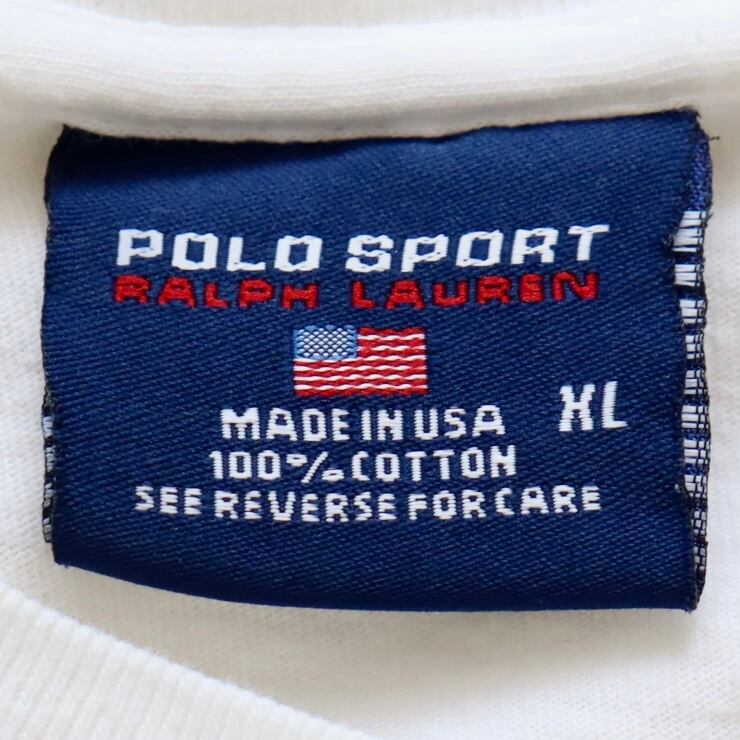 POLO SPORT
RALPH LAUREN
MADE IN USA
XL
100% COTTON
SEE REVERSE FOR CARE